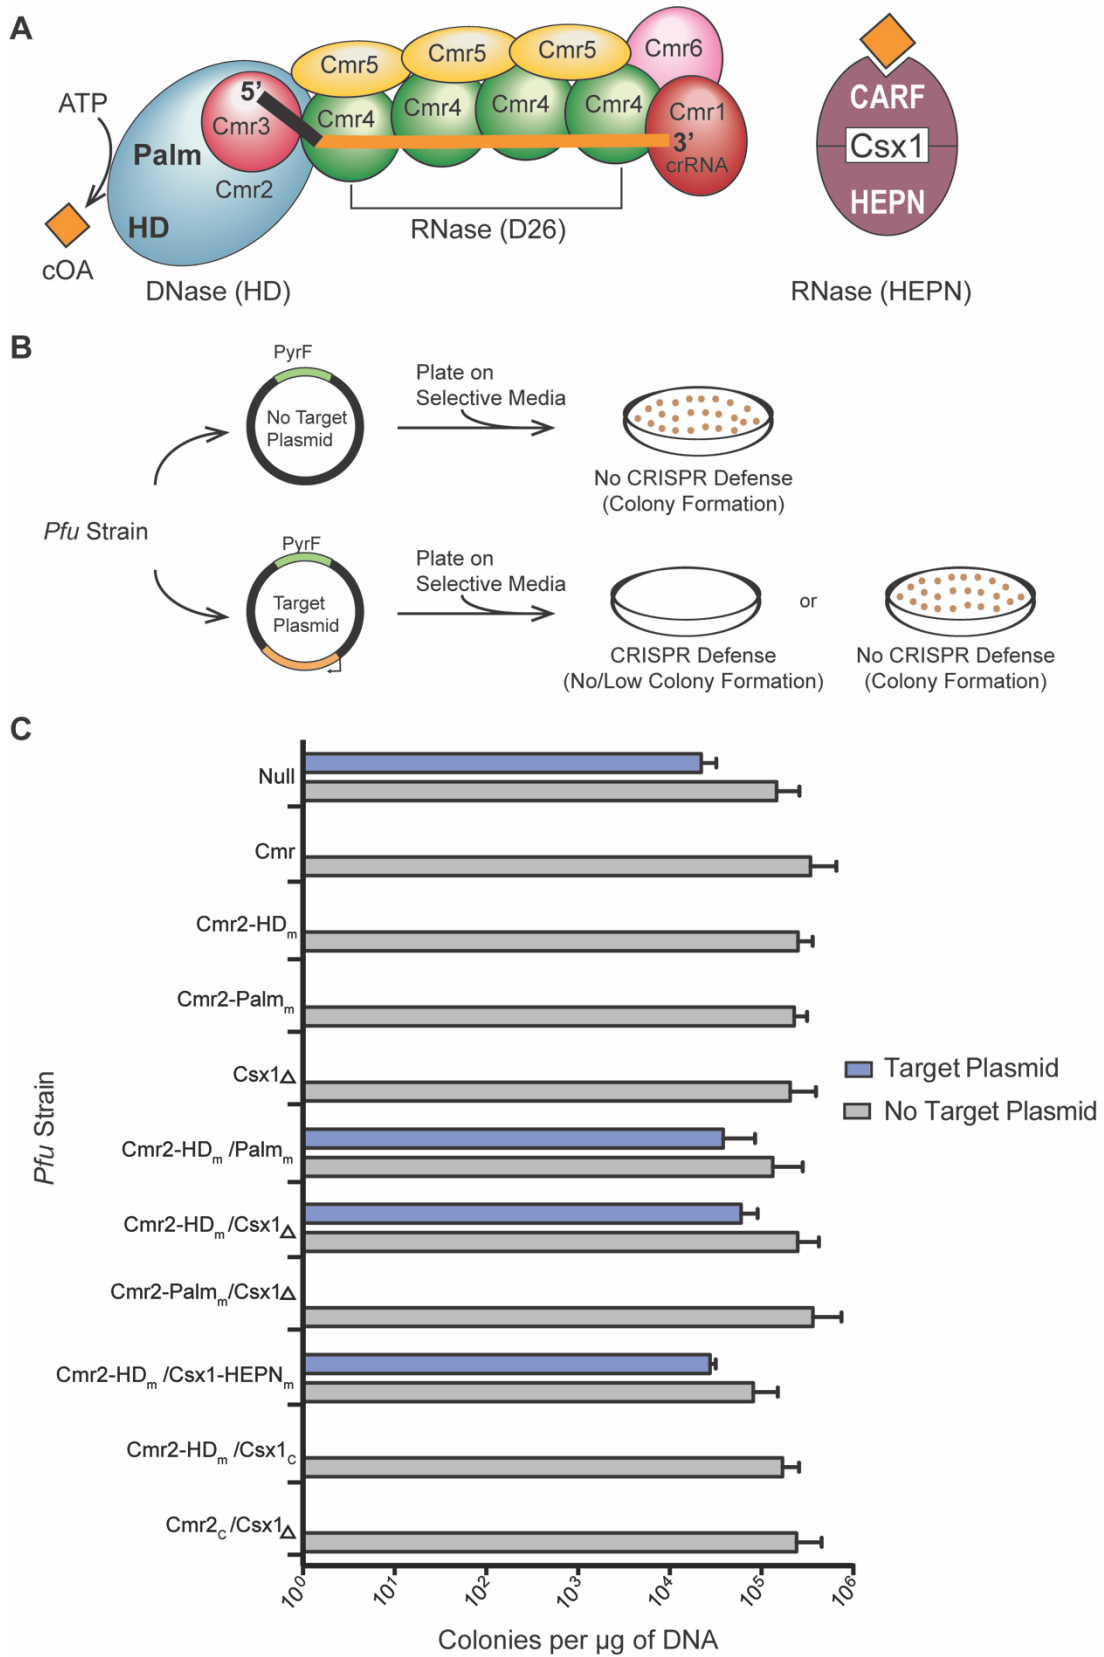 A
ATP
cOA
Palm
HD
Cmr2
5’
Cmr3
Cmr5
Cmr5
Cmr5
Cmr6
Cmr4
Cmr4
Cmr4
Cmr4
Cmr1
3’
crRNA
RNase (D26)
DNase (HD)
CARF
Csx1
HEPN
RNase (HEPN)
B
Pfu Strain
PyrF
No Target
Plasmid
Plate on
Selective Media
No CRISPR Defense
(Colony Formation)
PyrF
Target
Plasmid
Plate on
Selective Media
CRISPR Defense
(No/Low Colony Formation)
or
No CRISPR Defense
(Colony Formation)
C
Pfu Strain
Null
Cmr
Cmr2-HDm
Cmr2-Palmm
Csx1Δ
Cmr2-HDm/Palmm
Cmr2-HDm/Csx1Δ
Cmr2-Palmm/Csx1Δ
Cmr2-HDm/Csx1-HEPNm
Cmr2-HDm/Csx1C
Cmr2C/Csx1Δ
Target Plasmid
No Target Plasmid
10⁰ 10¹ 10² 10³ 10⁴ 10⁵ 10⁶
Colonies per µg of DNA